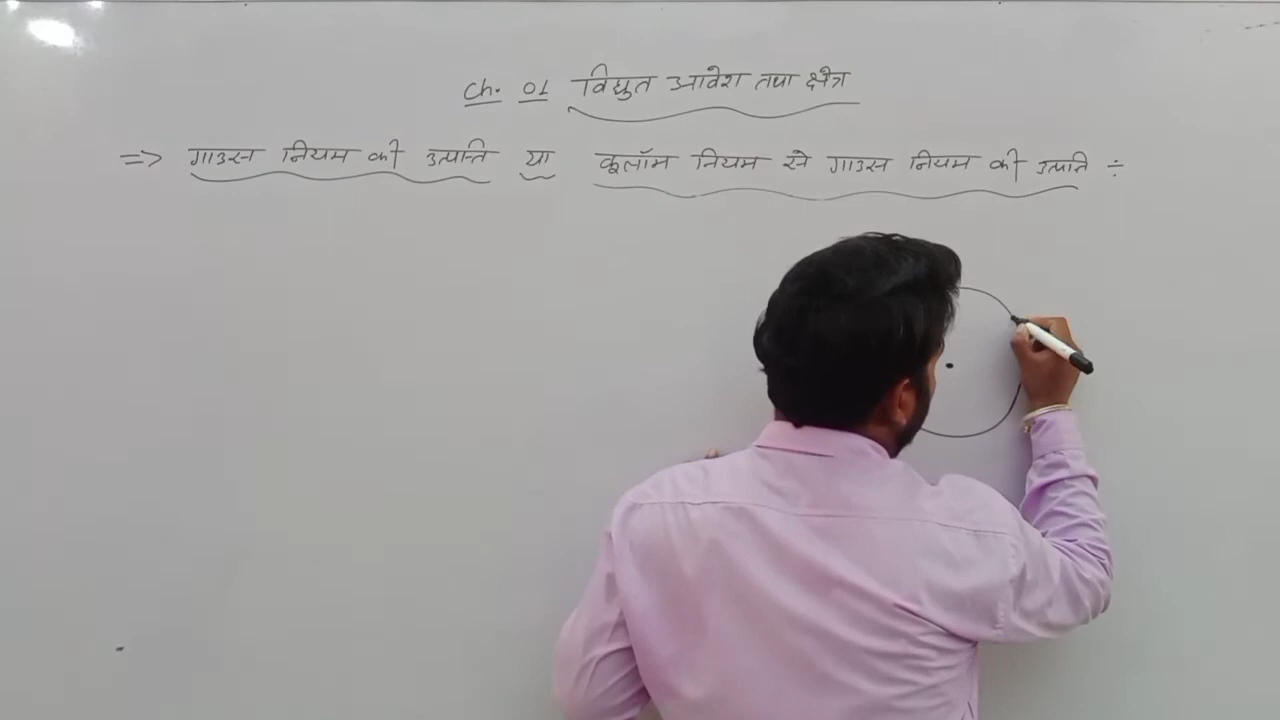 Ch. 01 विद्युत आवेश तथा क्षेत्र
=> गाउस नियम की उत्पत्ति या कूलॉम नियम से गाउस नियम की उत्पत्ति ÷